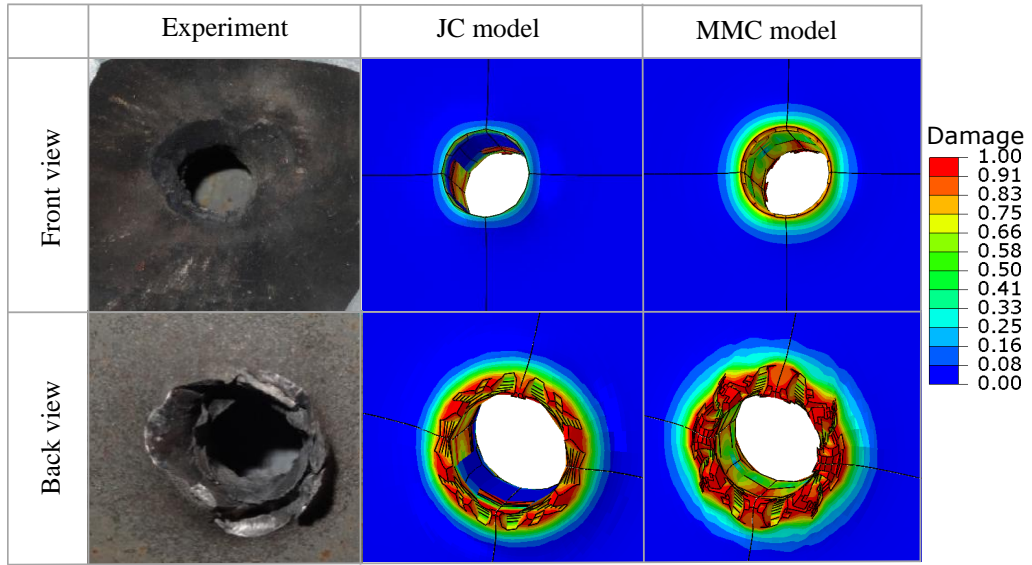 Experiment
JC model
MMC model
Front view
Back view
Damage
1.00
0.91
0.83
0.75
0.66
0.58
0.50
0.41
0.33
0.25
0.16
0.08
0.00